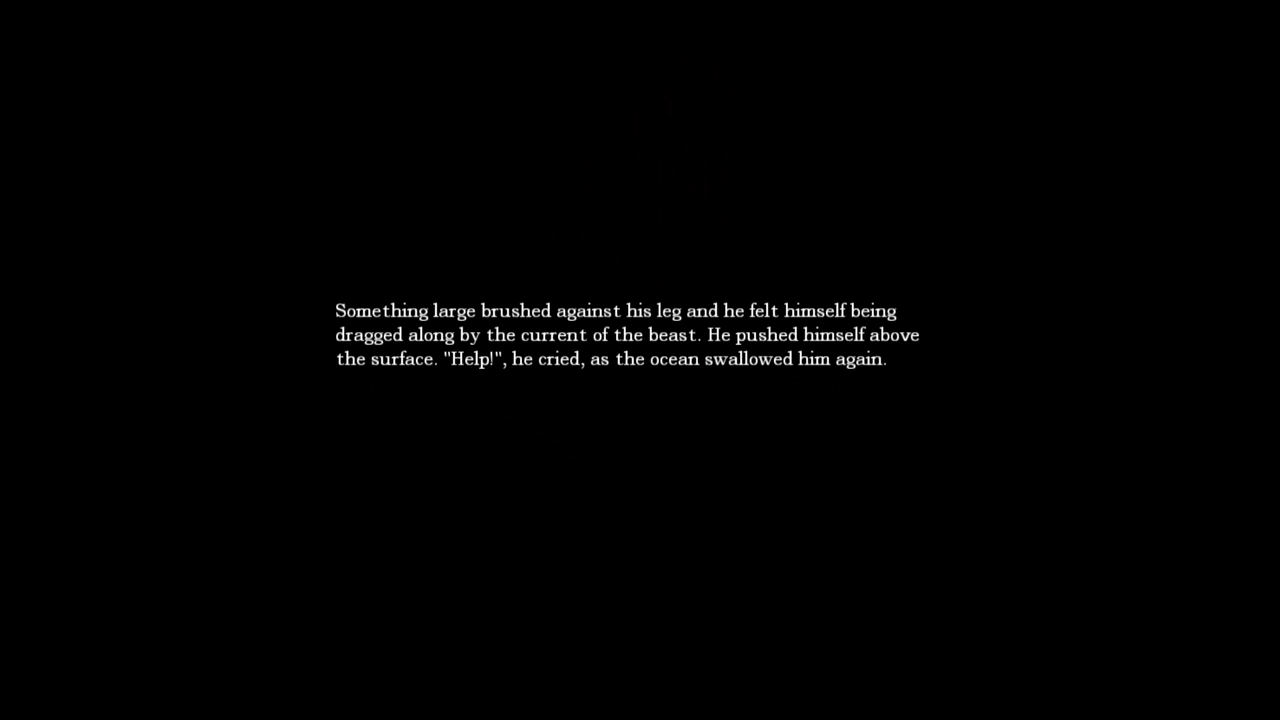 Something large brushed against his leg and he felt himself being
dragged along by the current of the beast. He pushed himself above
the surface. "Help!", he cried, as the ocean swallowed him again.